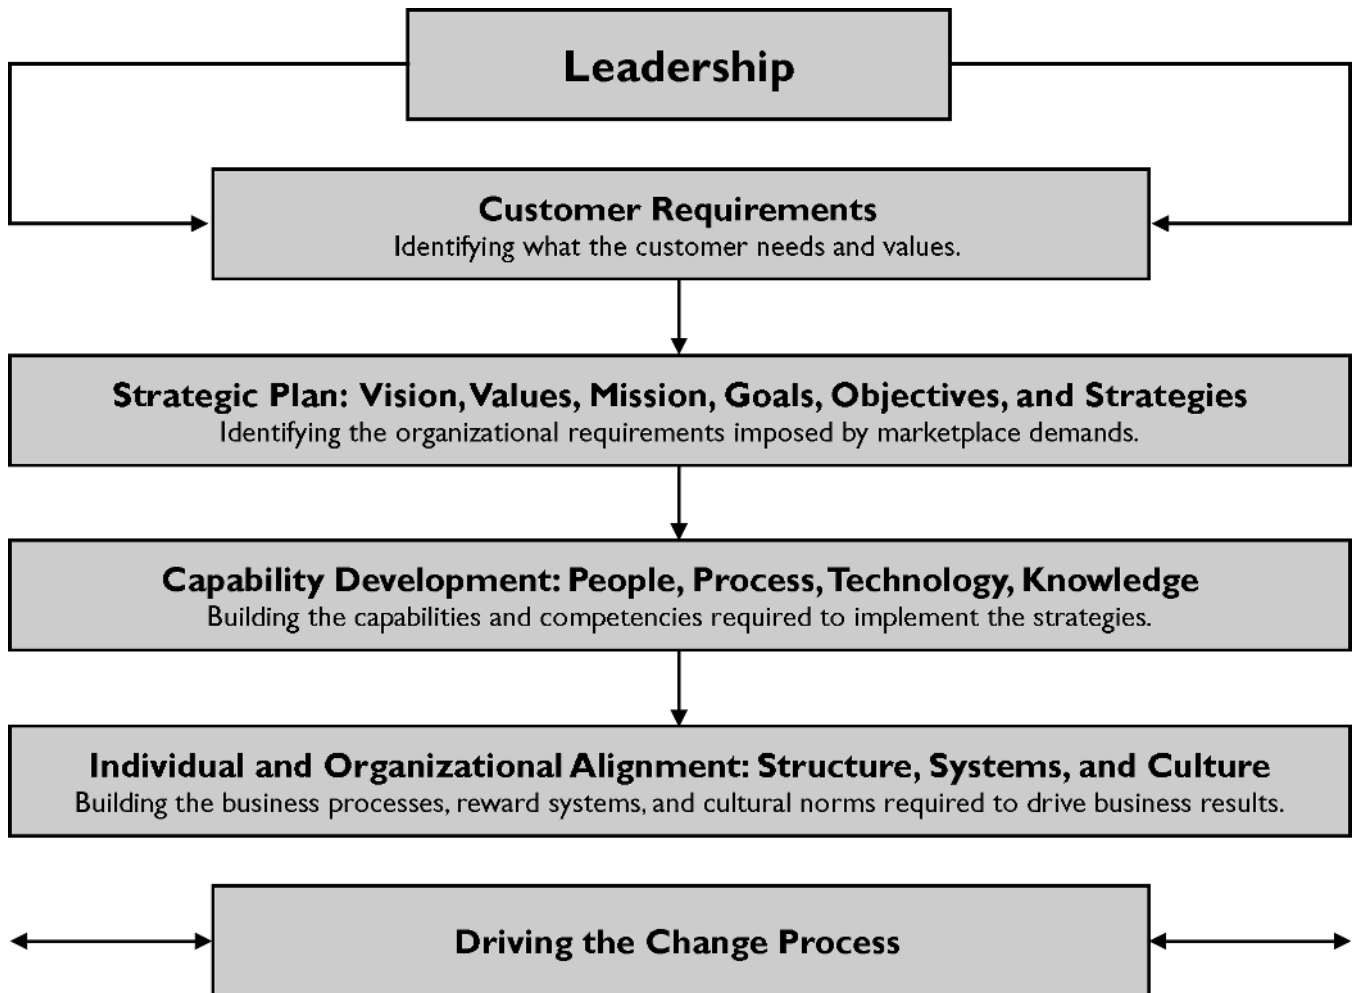 Leadership
Customer Requirements
Identifying what the customer needs and values.
Strategic Plan: Vision, Values, Mission, Goals, Objectives, and Strategies
Identifying the organizational requirements imposed by marketplace demands.
Capability Development: People, Process, Technology, Knowledge
Building the capabilities and competencies required to implement the strategies.
Individual and Organizational Alignment: Structure, Systems, and Culture
Building the business processes, reward systems, and cultural norms required to drive business results.
Driving the Change Process